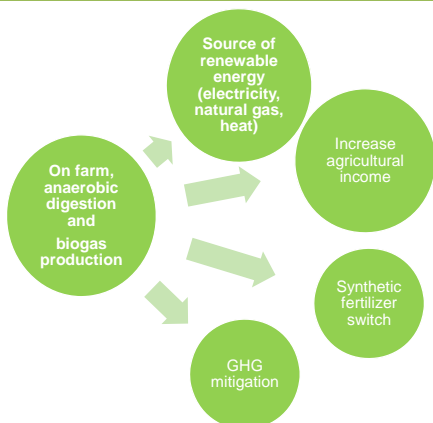 Source of
renewable
energy
(electricity,
natural gas,
heat)
Increase
agricultural
income
On farm,
anaerobic
digestion
and
biogas
production
Synthetic
fertilizer
switch
GHG
mitigation